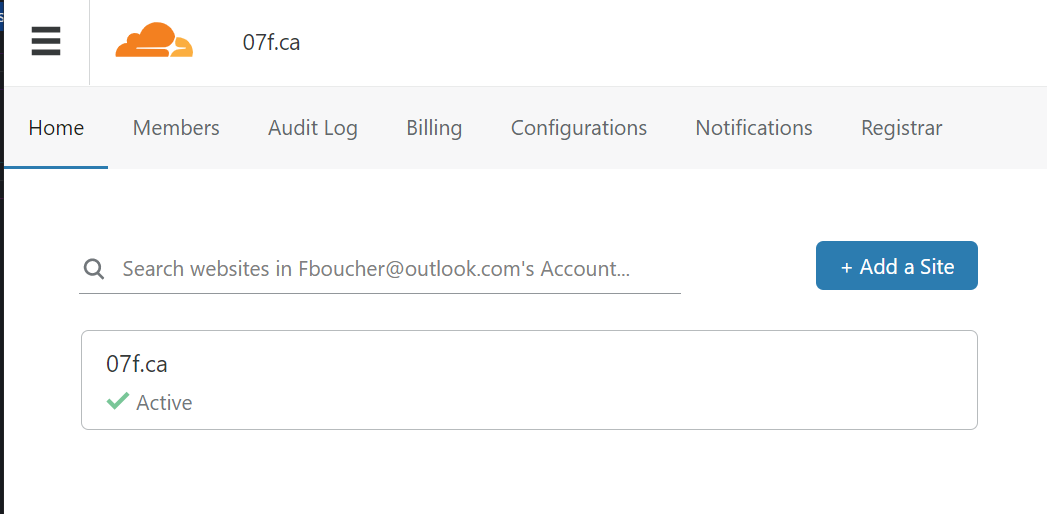 07f.ca
Home Members Audit Log Billing Configurations Notifications Registrar
Search websites in Fboucher@outlook.com's Account...
+ Add a Site
07f.ca
Active